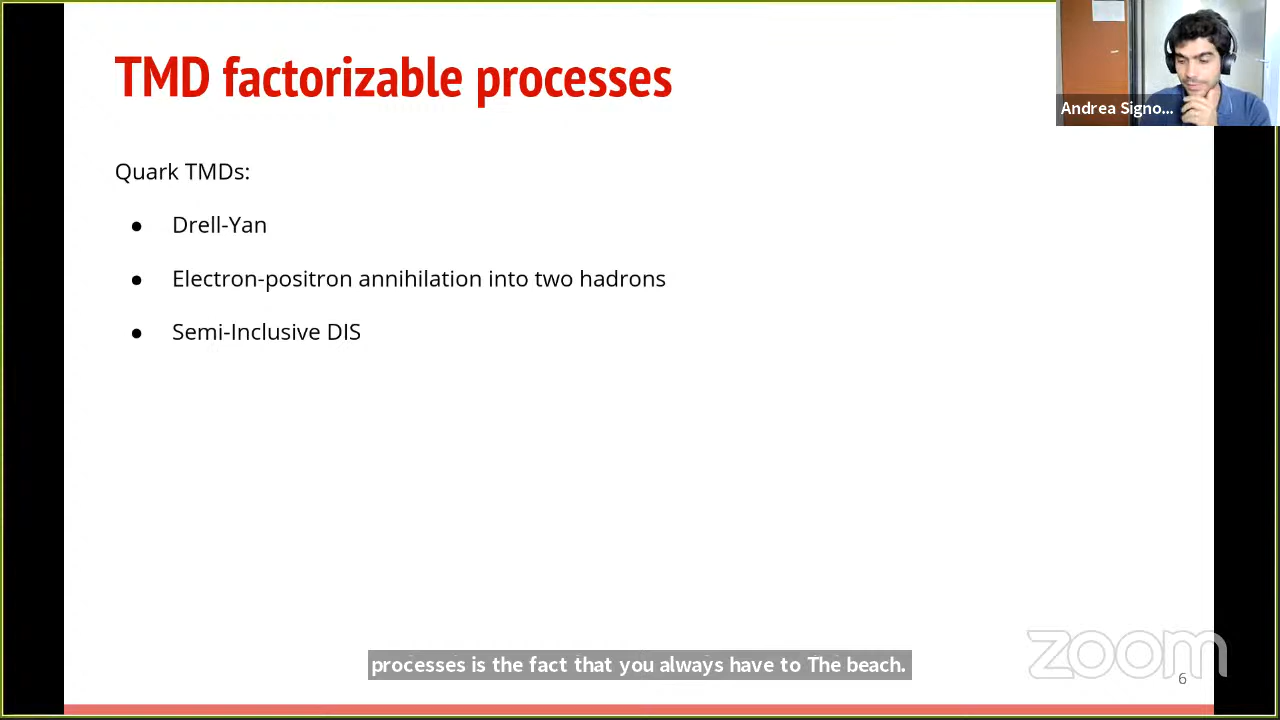 TMD factorizable processes
Andrea Signo...
Quark TMDs:
● Drell-Yan
● Electron-positron annihilation into two hadrons
● Semi-Inclusive DIS
processes is the fact that you always have to The beach.
zoom
6